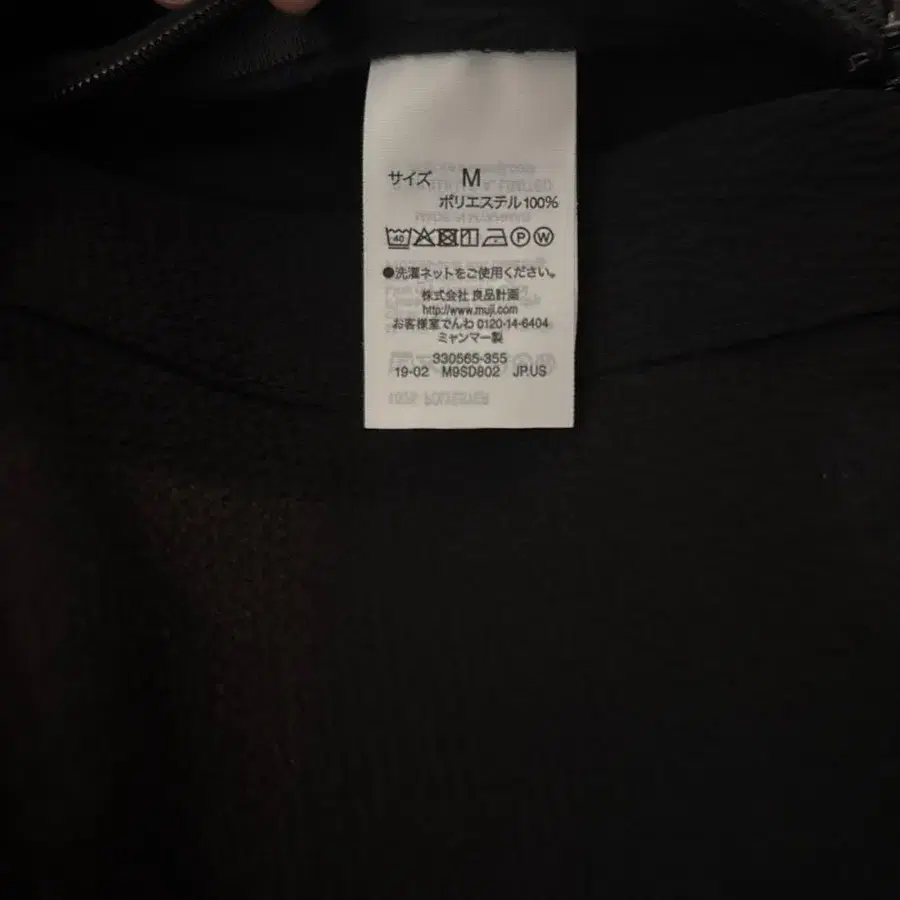 サイズ M
ポリエステル100%
40 P W
●洗濯ネットをご使用ください。
株式会社 良品計画
http://www.muji.com
お客様室でんわ 0120-14-6404
ミャンマー製
330565-355
19-02 M9SD802 JP.US
100% POLYESTER